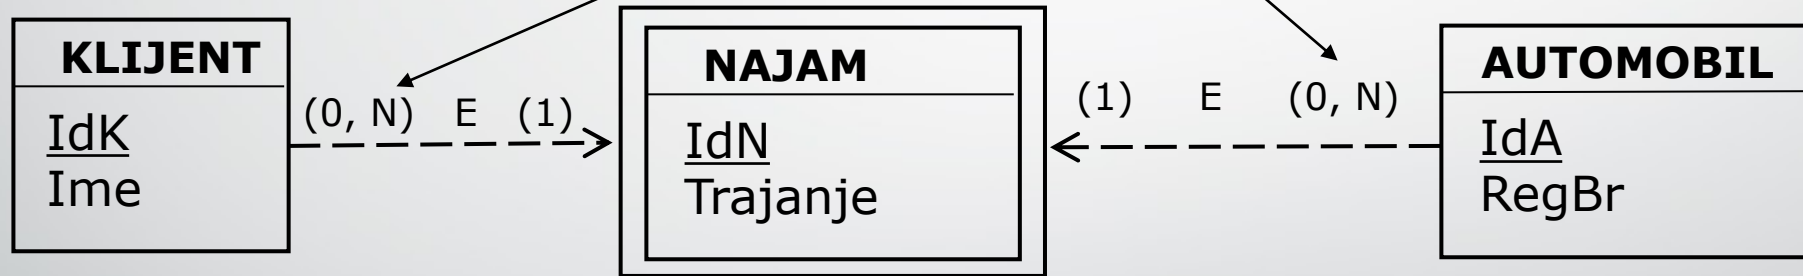 KLIJENT
IdK
Ime
(0, N) E (1)
NAJAM
IdN
Trajanje
(1) E (0, N)
AUTOMOBIL
IdA
RegBr